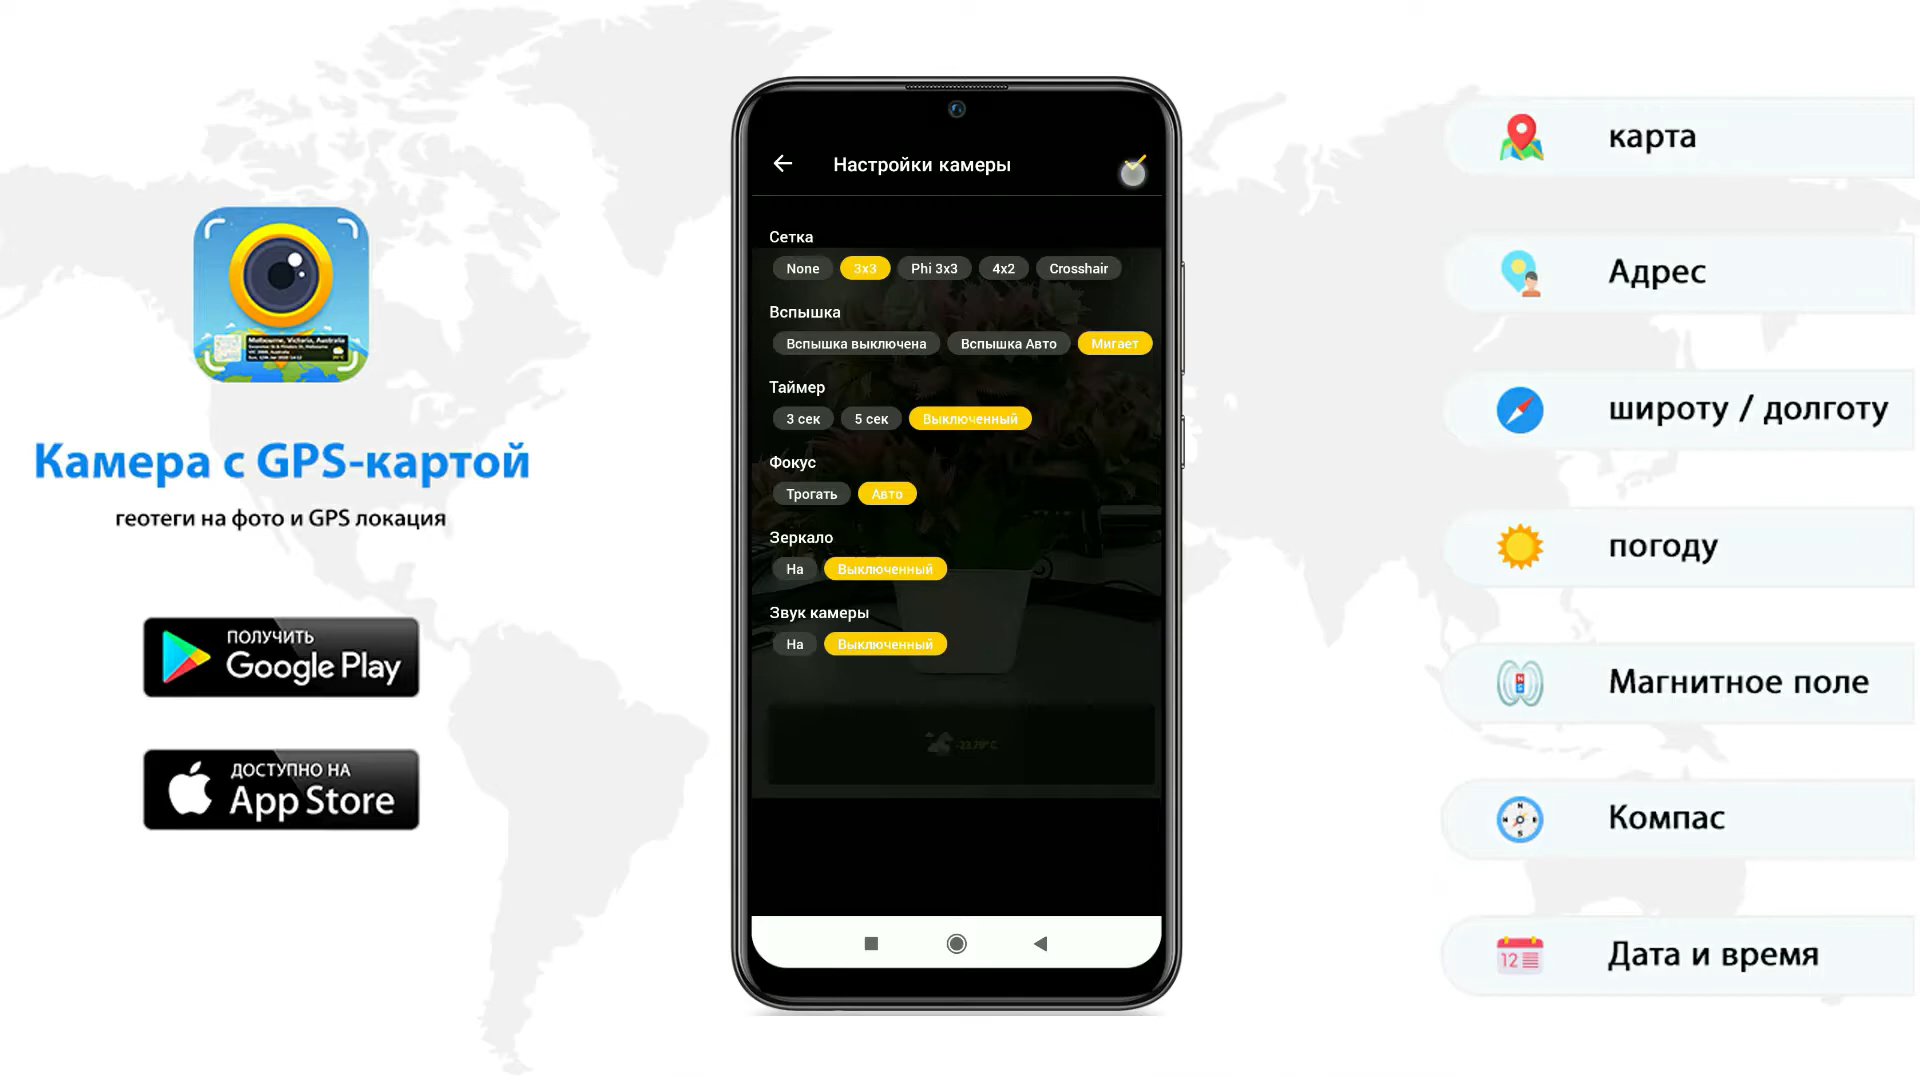 Камера с GPS-картой
геотеги на фото и GPS локация
ПОЛУЧИТЬ
Google Play
ДОСТУПНО НА
App Store
Настройки камеры
Сетка
None 3x3 Phi 3x3 4x2 Crosshair
Вспышка
Вспышка выключена Вспышка Авто Мигает
Таймер
3 сек 5 сек Выключенный
Фокус
Трогать Авто
Зеркало
На Выключенный
Звук камеры
На Выключенный
карта
Адрес
широту / долготу
погоду
Магнитное поле
Компас
12
Дата и время